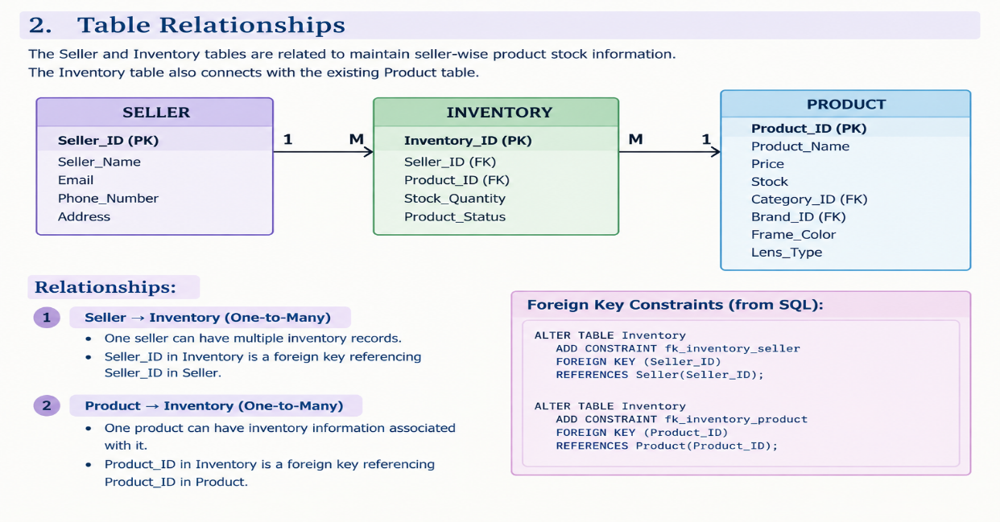 2. Table Relationships
The Seller and Inventory tables are related to maintain seller-wise product stock information.
The Inventory table also connects with the existing Product table.
SELLER
Seller_ID (PK)
Seller_Name
Email
Phone_Number
Address
1 M
INVENTORY
Inventory_ID (PK)
Seller_ID (FK)
Product_ID (FK)
Stock_Quantity
Product_Status
M 1
PRODUCT
Product_ID (PK)
Product_Name
Price
Stock
Category_ID (FK)
Brand_ID (FK)
Frame_Color
Lens_Type
Relationships:
1 Seller → Inventory (One-to-Many)
• One seller can have multiple inventory records.
• Seller_ID in Inventory is a foreign key referencing
Seller_ID in Seller.
2 Product → Inventory (One-to-Many)
• One product can have inventory information associated
with it.
• Product_ID in Inventory is a foreign key referencing
Product_ID in Product.
Foreign Key Constraints (from SQL):
ALTER TABLE Inventory
ADD CONSTRAINT fk_inventory_seller
FOREIGN KEY (Seller_ID)
REFERENCES Seller(Seller_ID);
ALTER TABLE Inventory
ADD CONSTRAINT fk_inventory_product
FOREIGN KEY (Product_ID)
REFERENCES Product(Product_ID);